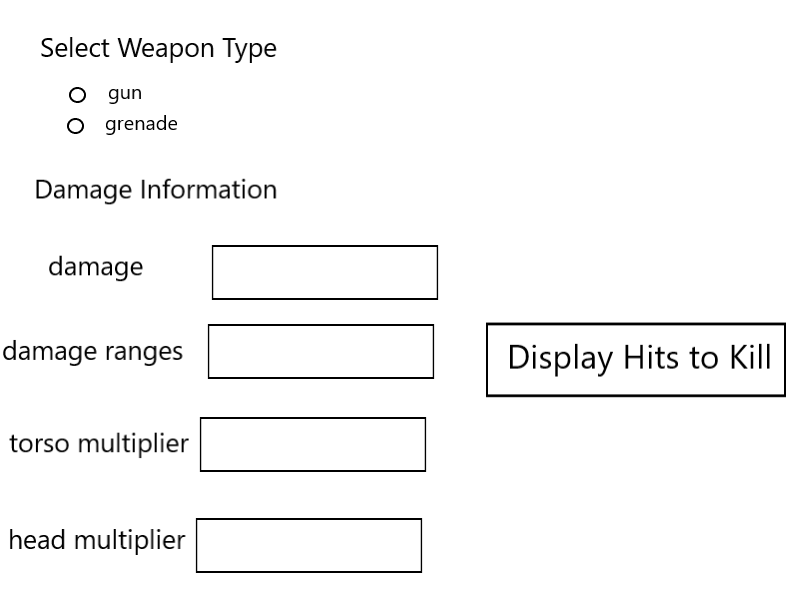 Select Weapon Type
gun
grenade
Damage Information
damage
damage ranges
Display Hits to Kill
torso multiplier
head multiplier